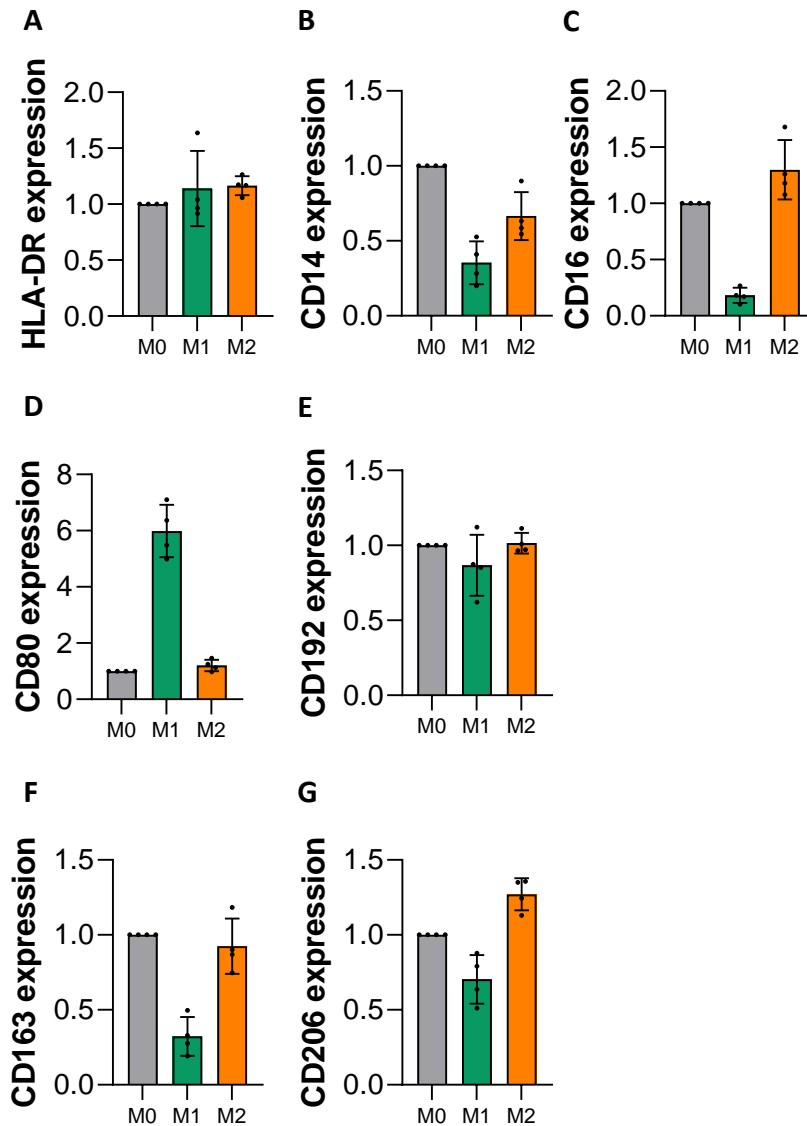 A
HLA-DR expression
2.0
1.5
1.0
0.5
0.0
M0 M1 M2
B
CD14 expression
1.5
1.0
0.5
0.0
M0 M1 M2
C
CD16 expression
2.0
1.5
1.0
0.5
0.0
M0 M1 M2
D
CD80 expression
8
6
4
2
0
M0 M1 M2
E
CD192 expression
1.5
1.0
0.5
0.0
M0 M1 M2
F
CD163 expression
1.5
1.0
0.5
0.0
M0 M1 M2
G
CD206 expression
1.5
1.0
0.5
0.0
M0 M1 M2